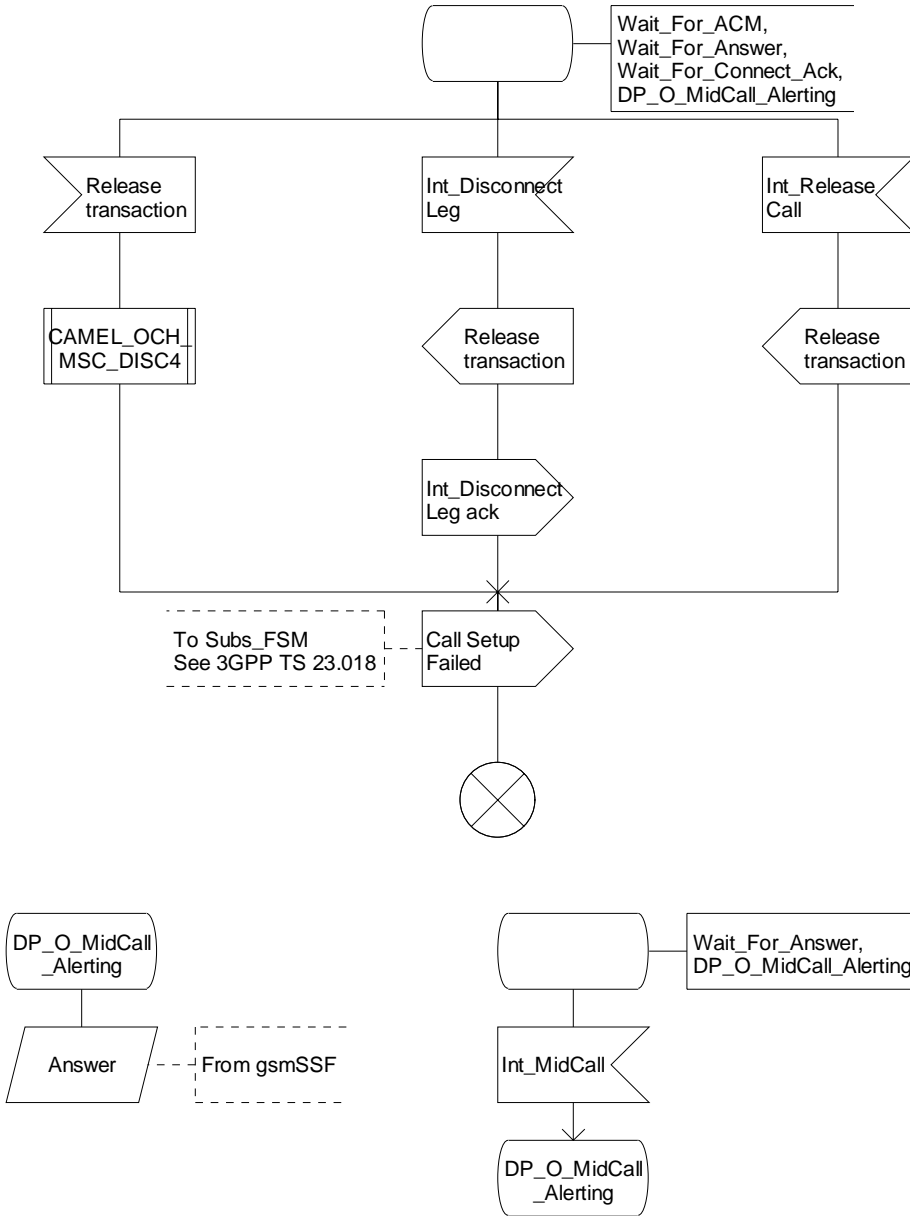 Wait_For_ACM,
Wait_For_Answer,
Wait_For_Connect_Ack,
DP_O_MidCall_Alerting
Release
transaction
Int_Disconnect
Leg
Int_Release
Call
CAMEL_OCH_
MSC_DISC4
Release
transaction
Release
transaction
Int_Disconnect
Leg ack
To Subs_FSM
See 3GPP TS 23.018
Call Setup
Failed
DP_O_MidCall
_Alerting
Wait_For_Answer,
DP_O_MidCall_Alerting
Answer
From gsmSSF
Int_MidCall
DP_O_MidCall
_Alerting